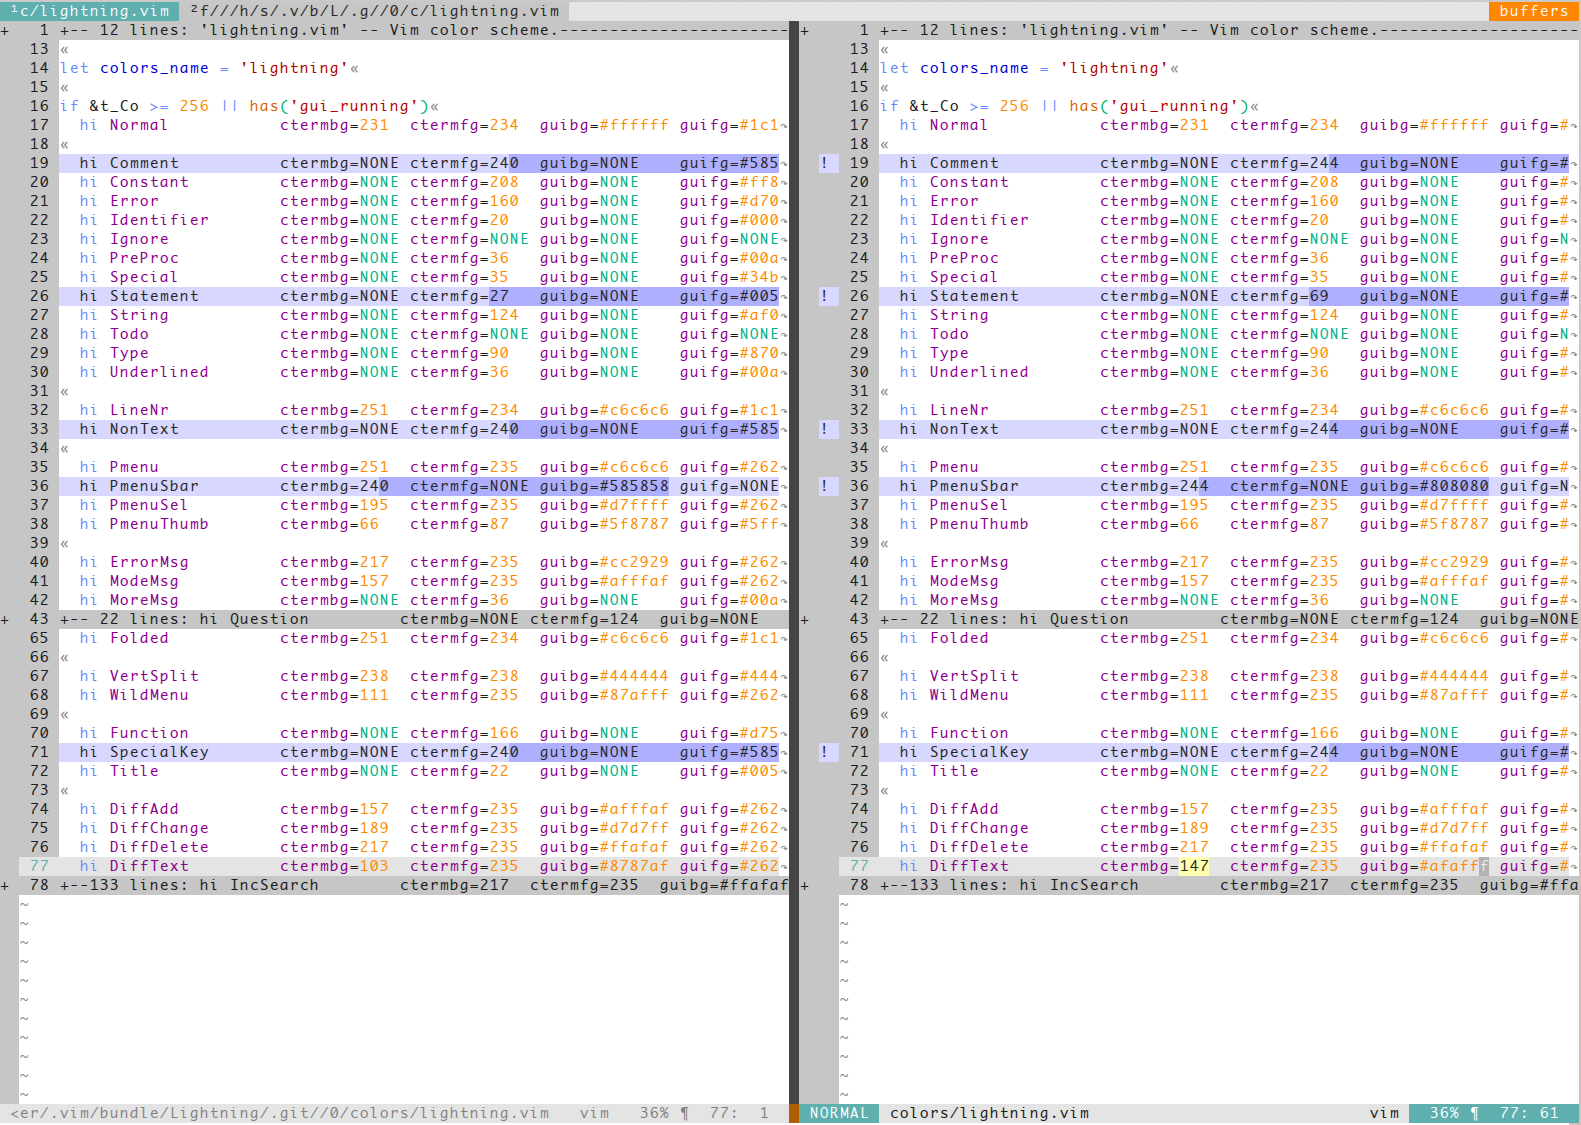 ¹c/lightning.vim  ²f///h/s/.v/b/L/.g//0/c/lightning.vim  buffers
+   1 +-- 12 lines: 'lightning.vim' -- Vim color scheme.-----------------------
   13 «
   14 let colors_name = 'lightning'«
   15 «
   16 if &t_Co >= 256 || has('gui_running')«
   17   hi Normal           ctermbg=231  ctermfg=234  guibg=#ffffff guifg=#1c1↷
   18 «
   19   hi Comment          ctermbg=NONE ctermfg=240  guibg=NONE    guifg=#585↷
   20   hi Constant         ctermbg=NONE ctermfg=208  guibg=NONE    guifg=#ff8↷
   21   hi Error            ctermbg=NONE ctermfg=160  guibg=NONE    guifg=#d70↷
   22   hi Identifier       ctermbg=NONE ctermfg=20   guibg=NONE    guifg=#000↷
   23   hi Ignore           ctermbg=NONE ctermfg=NONE guibg=NONE    guifg=NONE↷
   24   hi PreProc          ctermbg=NONE ctermfg=36   guibg=NONE    guifg=#00a↷
   25   hi Special          ctermbg=NONE ctermfg=35   guibg=NONE    guifg=#34b↷
   26   hi Statement        ctermbg=NONE ctermfg=27   guibg=NONE    guifg=#005↷
   27   hi String           ctermbg=NONE ctermfg=124  guibg=NONE    guifg=#af0↷
   28   hi Todo             ctermbg=NONE ctermfg=NONE guibg=NONE    guifg=NONE↷
   29   hi Type             ctermbg=NONE ctermfg=90   guibg=NONE    guifg=#870↷
   30   hi Underlined       ctermbg=NONE ctermfg=36   guibg=NONE    guifg=#00a↷
   31 «
   32   hi LineNr           ctermbg=251  ctermfg=234  guibg=#c6c6c6 guifg=#1c1↷
   33   hi NonText          ctermbg=NONE ctermfg=240  guibg=NONE    guifg=#585↷
   34 «
   35   hi Pmenu            ctermbg=251  ctermfg=235  guibg=#c6c6c6 guifg=#262↷
   36   hi PmenuSbar        ctermbg=240  ctermfg=NONE guibg=#585858 guifg=NONE↷
   37   hi PmenuSel         ctermbg=195  ctermfg=235  guibg=#d7ffff guifg=#262↷
   38   hi PmenuThumb       ctermbg=66   ctermfg=87   guibg=#5f8787 guifg=#5ff↷
   39 «
   40   hi ErrorMsg         ctermbg=217  ctermfg=235  guibg=#cc2929 guifg=#262↷
   41   hi ModeMsg          ctermbg=157  ctermfg=235  guibg=#afffaf guifg=#262↷
   42   hi MoreMsg          ctermbg=NONE ctermfg=36   guibg=NONE    guifg=#00a↷
+  43 +-- 22 lines: hi Question         ctermbg=NONE ctermfg=124  guibg=NONE
   65   hi Folded           ctermbg=251  ctermfg=234  guibg=#c6c6c6 guifg=#1c1↷
   66 «
   67   hi VertSplit        ctermbg=238  ctermfg=238  guibg=#444444 guifg=#444↷
   68   hi WildMenu         ctermbg=111  ctermfg=235  guibg=#87afff guifg=#262↷
   69 «
   70   hi Function         ctermbg=NONE ctermfg=166  guibg=NONE    guifg=#d75↷
   71   hi SpecialKey       ctermbg=NONE ctermfg=240  guibg=NONE    guifg=#585↷
   72   hi Title            ctermbg=NONE ctermfg=22   guibg=NONE    guifg=#005↷
   73 «
   74   hi DiffAdd          ctermbg=157  ctermfg=235  guibg=#afffaf guifg=#262↷
   75   hi DiffChange       ctermbg=189  ctermfg=235  guibg=#d7d7ff guifg=#262↷
   76   hi DiffDelete       ctermbg=217  ctermfg=235  guibg=#ffafaf guifg=#262↷
   77   hi DiffText         ctermbg=103  ctermfg=235  guibg=#8787af guifg=#262↷
+  78 +--133 lines: hi IncSearch        ctermbg=217  ctermfg=235  guibg=#ffafaf
~
~
~
~
~
~
~
~
~
~
~
<er/.vim/bundle/Lightning/.git//0/colors/lightning.vim   vim   36% ¶  77:  1
+   1 +-- 12 lines: 'lightning.vim' -- Vim color scheme.--------------------
   13 «
   14 let colors_name = 'lightning'«
   15 «
   16 if &t_Co >= 256 || has('gui_running')«
   17   hi Normal           ctermbg=231  ctermfg=234  guibg=#ffffff guifg=#↷
   18 «
!  19   hi Comment          ctermbg=NONE ctermfg=244  guibg=NONE    guifg=#↷
   20   hi Constant         ctermbg=NONE ctermfg=208  guibg=NONE    guifg=#↷
   21   hi Error            ctermbg=NONE ctermfg=160  guibg=NONE    guifg=#↷
   22   hi Identifier       ctermbg=NONE ctermfg=20   guibg=NONE    guifg=#↷
   23   hi Ignore           ctermbg=NONE ctermfg=NONE guibg=NONE    guifg=N↷
   24   hi PreProc          ctermbg=NONE ctermfg=36   guibg=NONE    guifg=#↷
   25   hi Special          ctermbg=NONE ctermfg=35   guibg=NONE    guifg=#↷
!  26   hi Statement        ctermbg=NONE ctermfg=69   guibg=NONE    guifg=#↷
   27   hi String           ctermbg=NONE ctermfg=124  guibg=NONE    guifg=#↷
   28   hi Todo             ctermbg=NONE ctermfg=NONE guibg=NONE    guifg=N↷
   29   hi Type             ctermbg=NONE ctermfg=90   guibg=NONE    guifg=#↷
   30   hi Underlined       ctermbg=NONE ctermfg=36   guibg=NONE    guifg=#↷
   31 «
   32   hi LineNr           ctermbg=251  ctermfg=234  guibg=#c6c6c6 guifg=#↷
!  33   hi NonText          ctermbg=NONE ctermfg=244  guibg=NONE    guifg=#↷
   34 «
   35   hi Pmenu            ctermbg=251  ctermfg=235  guibg=#c6c6c6 guifg=#↷
!  36   hi PmenuSbar        ctermbg=244  ctermfg=NONE guibg=#808080 guifg=N↷
   37   hi PmenuSel         ctermbg=195  ctermfg=235  guibg=#d7ffff guifg=#↷
   38   hi PmenuThumb       ctermbg=66   ctermfg=87   guibg=#5f8787 guifg=#↷
   39 «
   40   hi ErrorMsg         ctermbg=217  ctermfg=235  guibg=#cc2929 guifg=#↷
   41   hi ModeMsg          ctermbg=157  ctermfg=235  guibg=#afffaf guifg=#↷
   42   hi MoreMsg          ctermbg=NONE ctermfg=36   guibg=NONE    guifg=#↷
+  43 +-- 22 lines: hi Question         ctermbg=NONE ctermfg=124  guibg=NONE
   65   hi Folded           ctermbg=251  ctermfg=234  guibg=#c6c6c6 guifg=#↷
   66 «
   67   hi VertSplit        ctermbg=238  ctermfg=238  guibg=#444444 guifg=#↷
   68   hi WildMenu         ctermbg=111  ctermfg=235  guibg=#87afff guifg=#↷
   69 «
   70   hi Function         ctermbg=NONE ctermfg=166  guibg=NONE    guifg=#↷
!  71   hi SpecialKey       ctermbg=NONE ctermfg=244  guibg=NONE    guifg=#↷
   72   hi Title            ctermbg=NONE ctermfg=22   guibg=NONE    guifg=#↷
   73 «
   74   hi DiffAdd          ctermbg=157  ctermfg=235  guibg=#afffaf guifg=#↷
   75   hi DiffChange       ctermbg=189  ctermfg=235  guibg=#d7d7ff guifg=#↷
   76   hi DiffDelete       ctermbg=217  ctermfg=235  guibg=#ffafaf guifg=#↷
   77   hi DiffText         ctermbg=147  ctermfg=235  guibg=#afafff guifg=#↷
+  78 +--133 lines: hi IncSearch        ctermbg=217  ctermfg=235  guibg=#ffa
~
~
~
~
~
~
~
~
~
~
~
NORMAL  colors/lightning.vim  vim  36% ¶  77: 61